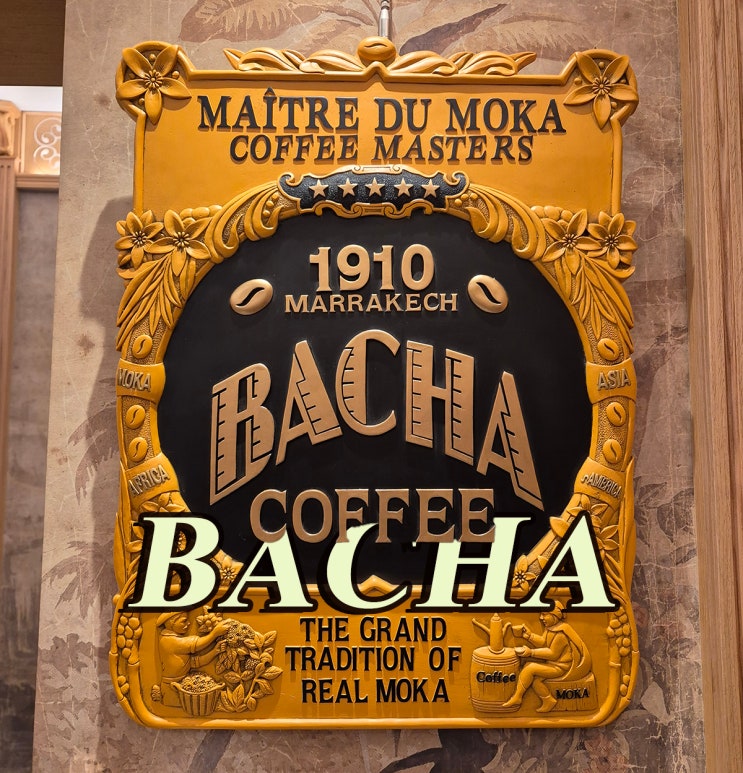 MAÎTRE DU MOKA
COFFEE MASTERS
1910
MARRAKECH
BACHA
MOKA
ASIA
AFRICA
AMERICA
COFFEE
BACHA
THE GRAND
TRADITION OF
REAL MOKA
Coffee
MOKA